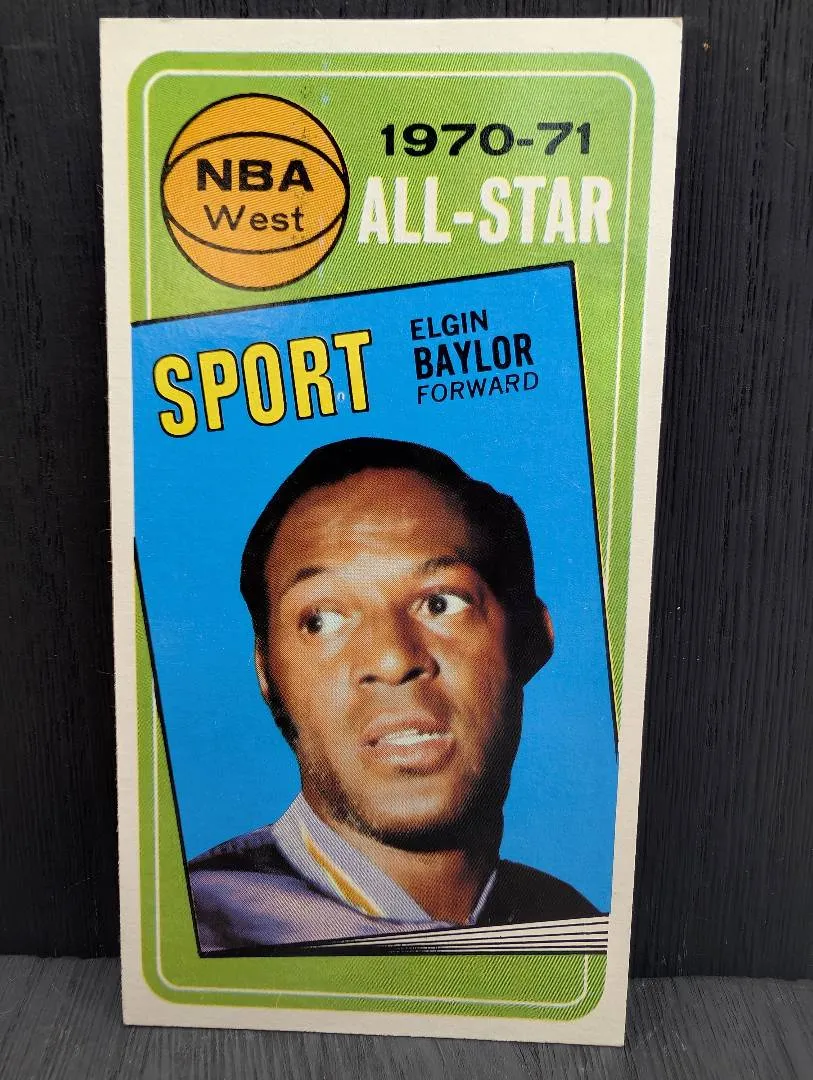 NBA
West
1970-71
ALL-STAR
SPORT
ELGIN
BAYLOR
FORWARD